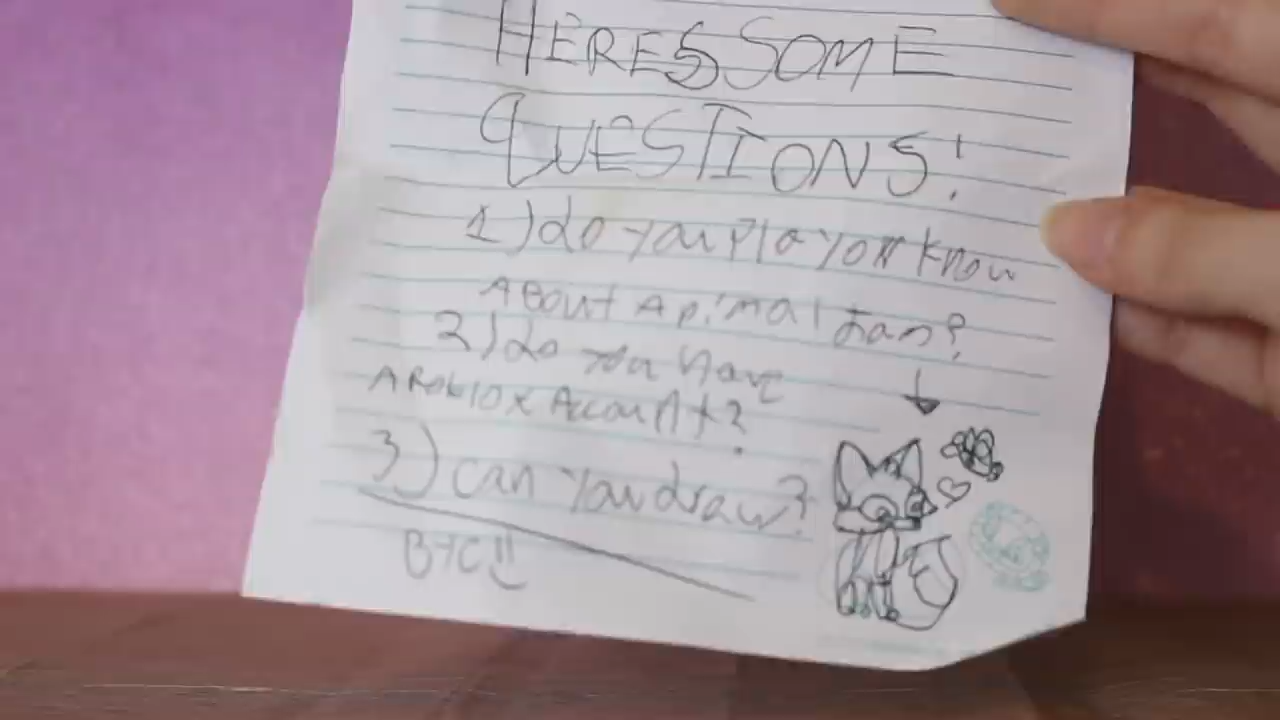 HERES SOME
QUESTIONS!
1) do you play or know
ABout Animal Jam?
2) do you have
A Roblox Account?
3) can you draw?
BYE!!